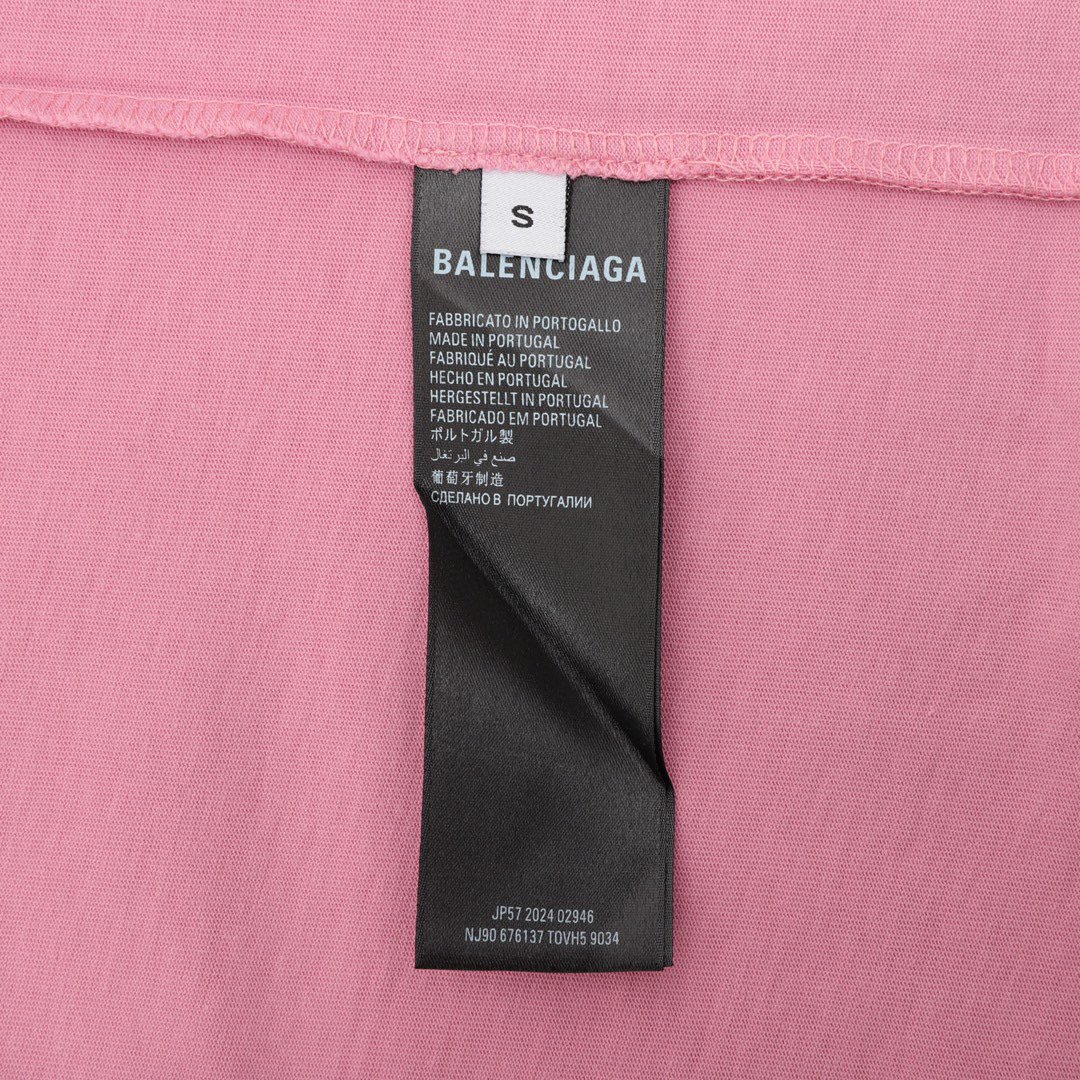 S
BALENCIAGA
FABBRICATO IN PORTOGALLO
MADE IN PORTUGAL
FABRIQUÉ AU PORTUGAL
HECHO EN PORTUGAL
HERGESTELLT IN PORTUGAL
FABRICADO EM PORTUGAL
ポルトガル製
صنع في البرتغال
葡萄牙制造
СДЕЛАНО В ПОРТУГАЛИИ
JP57 2024 02946
NJ90 676137 TOVH5 9034